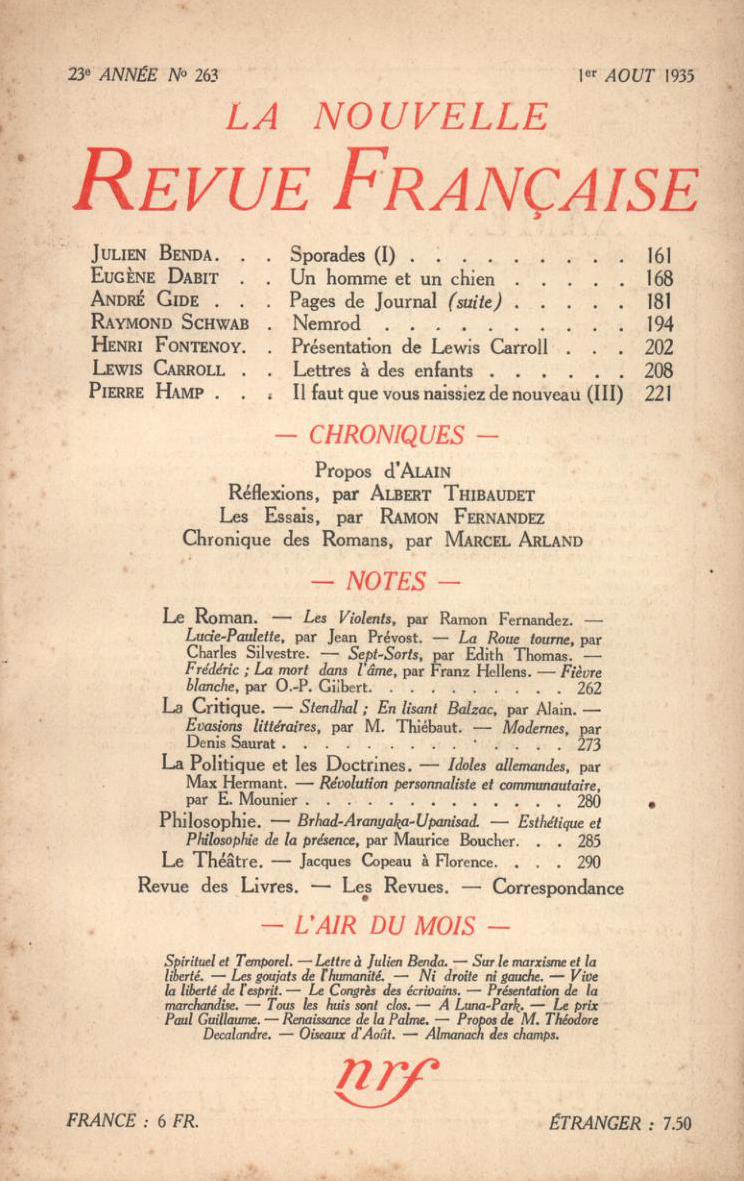 23e ANNÉE No 263 1er AOUT 1935
LA NOUVELLE
REVUE FRANÇAISE
JULIEN BENDA. . . Sporades (I) . . . . . . . . . 161
EUGÈNE DABIT . . Un homme et un chien . . . . . 168
ANDRÉ GIDE . . . Pages de Journal (suite) . . . . . 181
RAYMOND SCHWAB . Nemrod . . . . . . . . . . 194
HENRI FONTENOY. . Présentation de Lewis Carroll . . . 202
LEWIS CARROLL . . Lettres à des enfants . . . . . . 208
PIERRE HAMP . . . Il faut que vous naissiez de nouveau (III) 221
— CHRONIQUES —
Propos d'ALAIN
Réflexions, par ALBERT THIBAUDET
Les Essais, par RAMON FERNANDEZ
Chronique des Romans, par MARCEL ARLAND
— NOTES —
Le Roman. — Les Violents, par Ramon Fernandez. —
Lucie-Paulette, par Jean Prévost. — La Roue tourne, par
Charles Silvestre. — Sept-Sorts, par Edith Thomas. —
Frédéric ; La mort dans l'âme, par Franz Hellens. — Fièvre
blanche, par O.-P. Gilbert. . . . . . . . . . 262
La Critique. — Stendhal ; En lisant Balzac, par Alain. —
Evasions littéraires, par M. Thiébaut. — Modernes, par
Denis Saurat . . . . . . . . . . . . . . 273
La Politique et les Doctrines. — Idoles allemandes, par
Max Hermant. — Révolution personnaliste et communautaire,
par E. Mounier . . . . . . . . . . . . . 280
Philosophie. — Brhad-Aranyaka-Upanisad. — Esthétique et
Philosophie de la présence, par Maurice Boucher. . . 285
Le Théâtre. — Jacques Copeau à Florence. . . . 290
Revue des Livres. — Les Revues. — Correspondance
— L'AIR DU MOIS —
Spirituel et Temporel. — Lettre à Julien Benda. — Sur le marxisme et la
liberté. — Les goujats de l'humanité. — Ni droite ni gauche. — Vive
la liberté de l'esprit. — Le Congrès des écrivains. — Présentation de la
marchandise. — Tous les huis sont clos. — A Luna-Park. — Le prix
Paul Guillaume. — Renaissance de la Palme. — Propos de M. Théodore
Decalandre. — Oiseaux d'Août. — Almanach des champs.
nrf
FRANCE : 6 FR. ÉTRANGER : 7.50